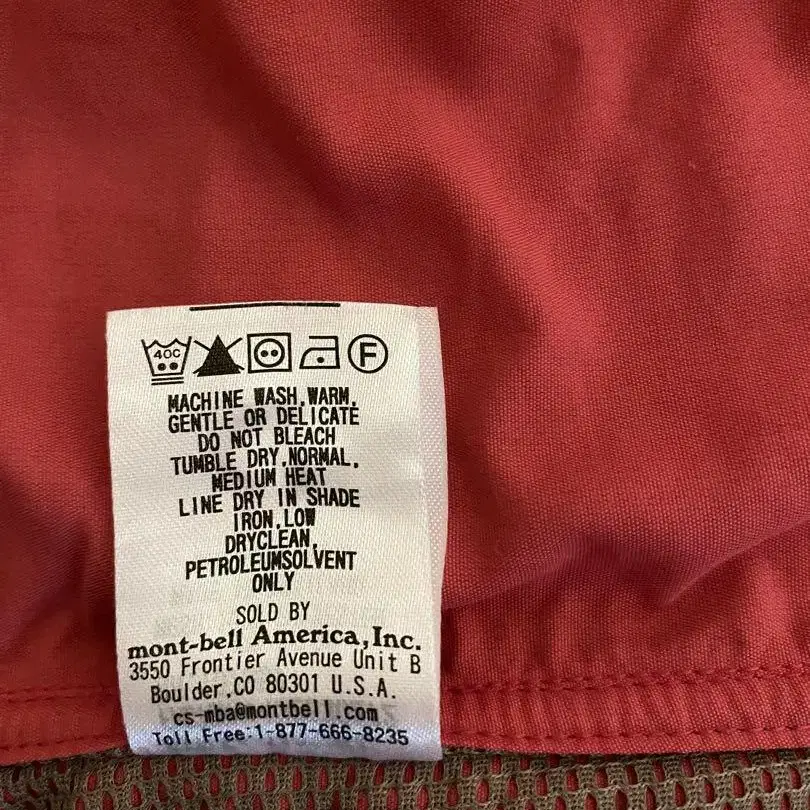 40C
F
MACHINE WASH,WARM,
GENTLE OR DELICATE
DO NOT BLEACH
TUMBLE DRY,NORMAL,
MEDIUM HEAT
LINE DRY IN SHADE
IRON,LOW
DRYCLEAN,
PETROLEUMSOLVENT
ONLY
SOLD BY
mont-bell America,Inc.
3550 Frontier Avenue Unit B
Boulder,CO 80301 U.S.A.
cs-mba@montbell.com
Toll Free:1-877-666-8235